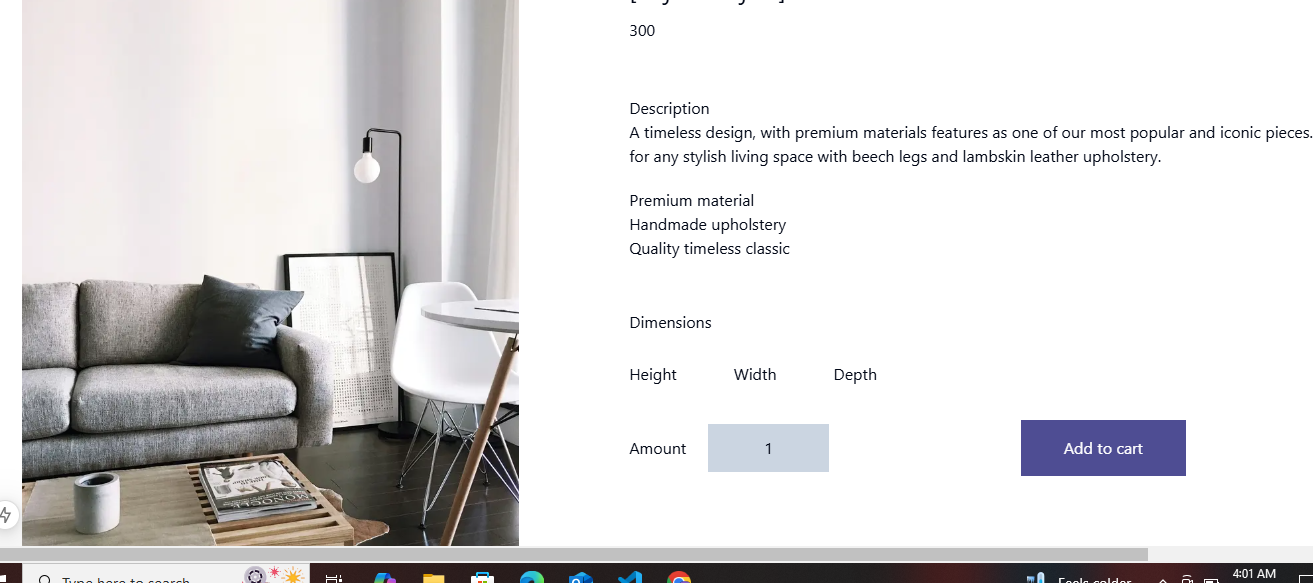 300
Description
A timeless design, with premium materials features as one of our most popular and iconic pieces.
for any stylish living space with beech legs and lambskin leather upholstery.
Premium material
Handmade upholstery
Quality timeless classic
Dimensions
Height Width Depth
Amount 1 Add to cart
MONOCLE
Type here to search
Feels colder
4:01 AM